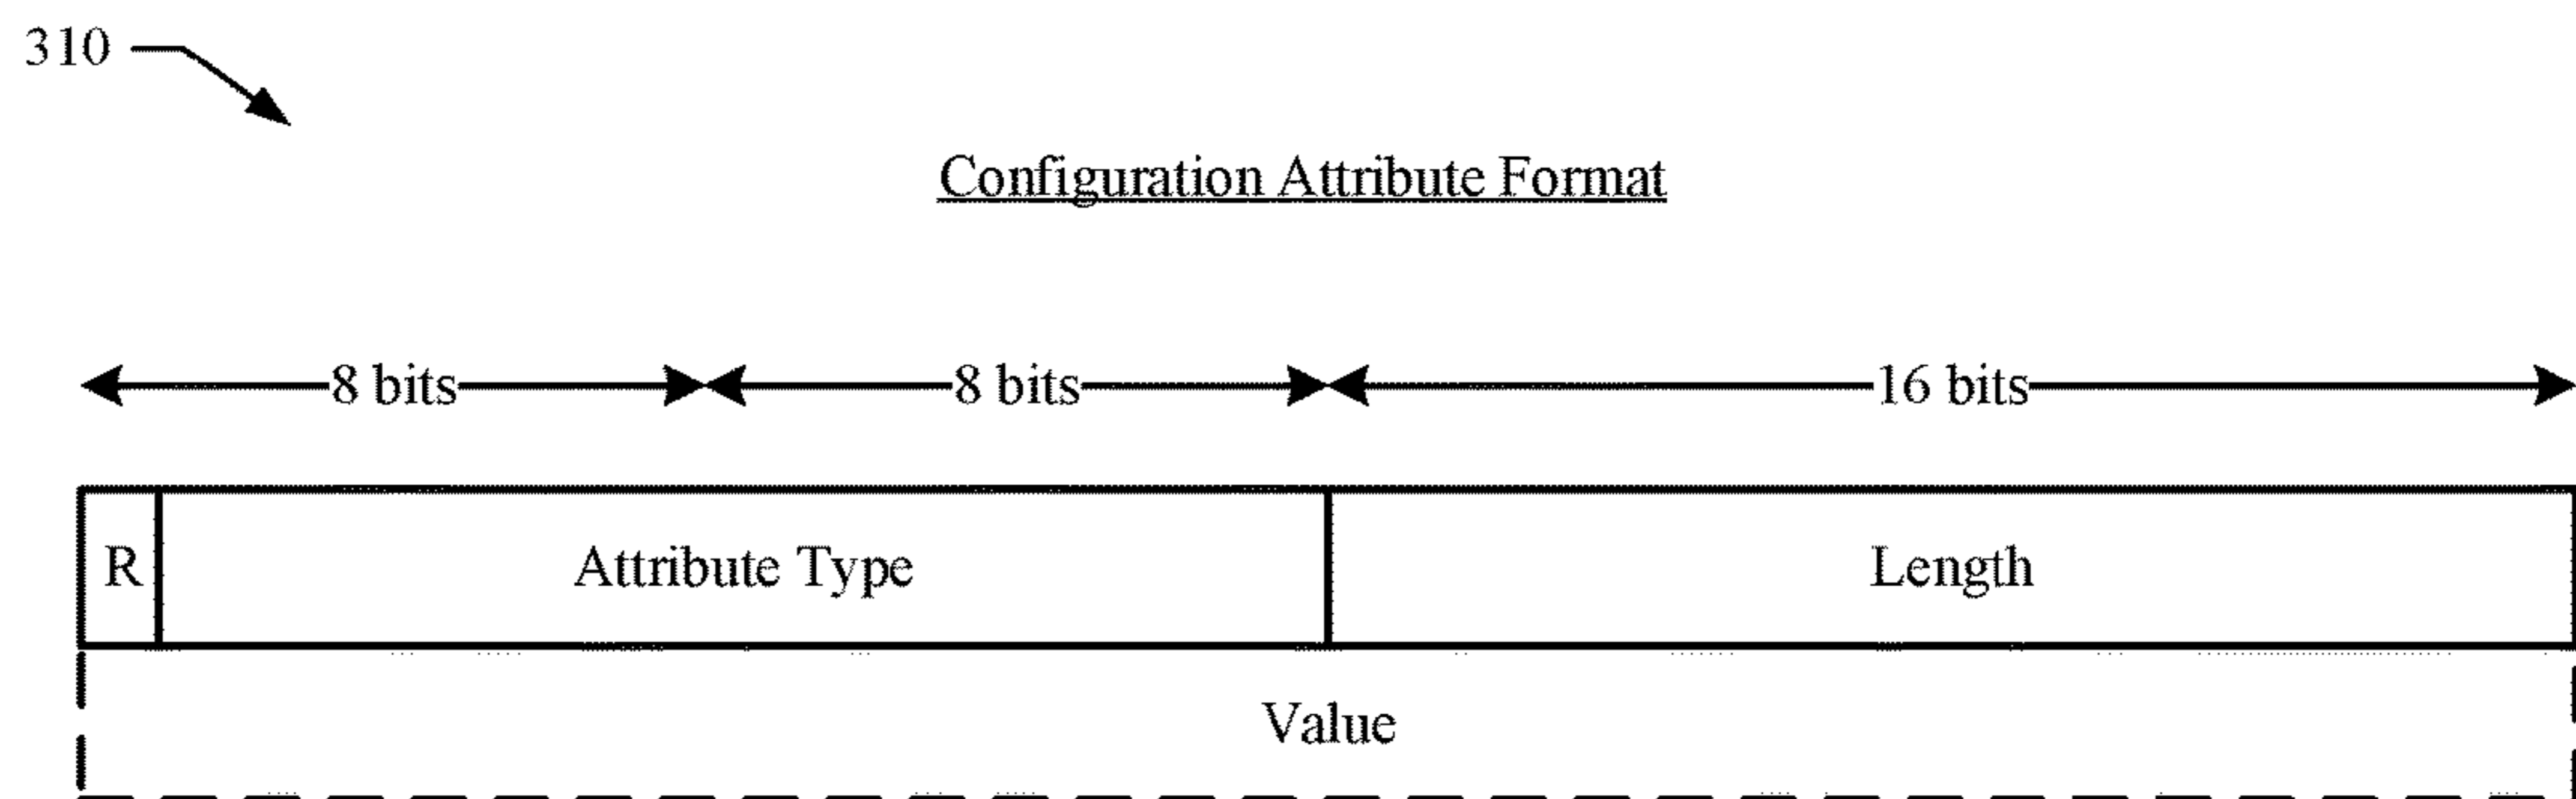 310
Configuration Attribute Format
8 bits 8 bits 16 bits
R Attribute Type Length
Value